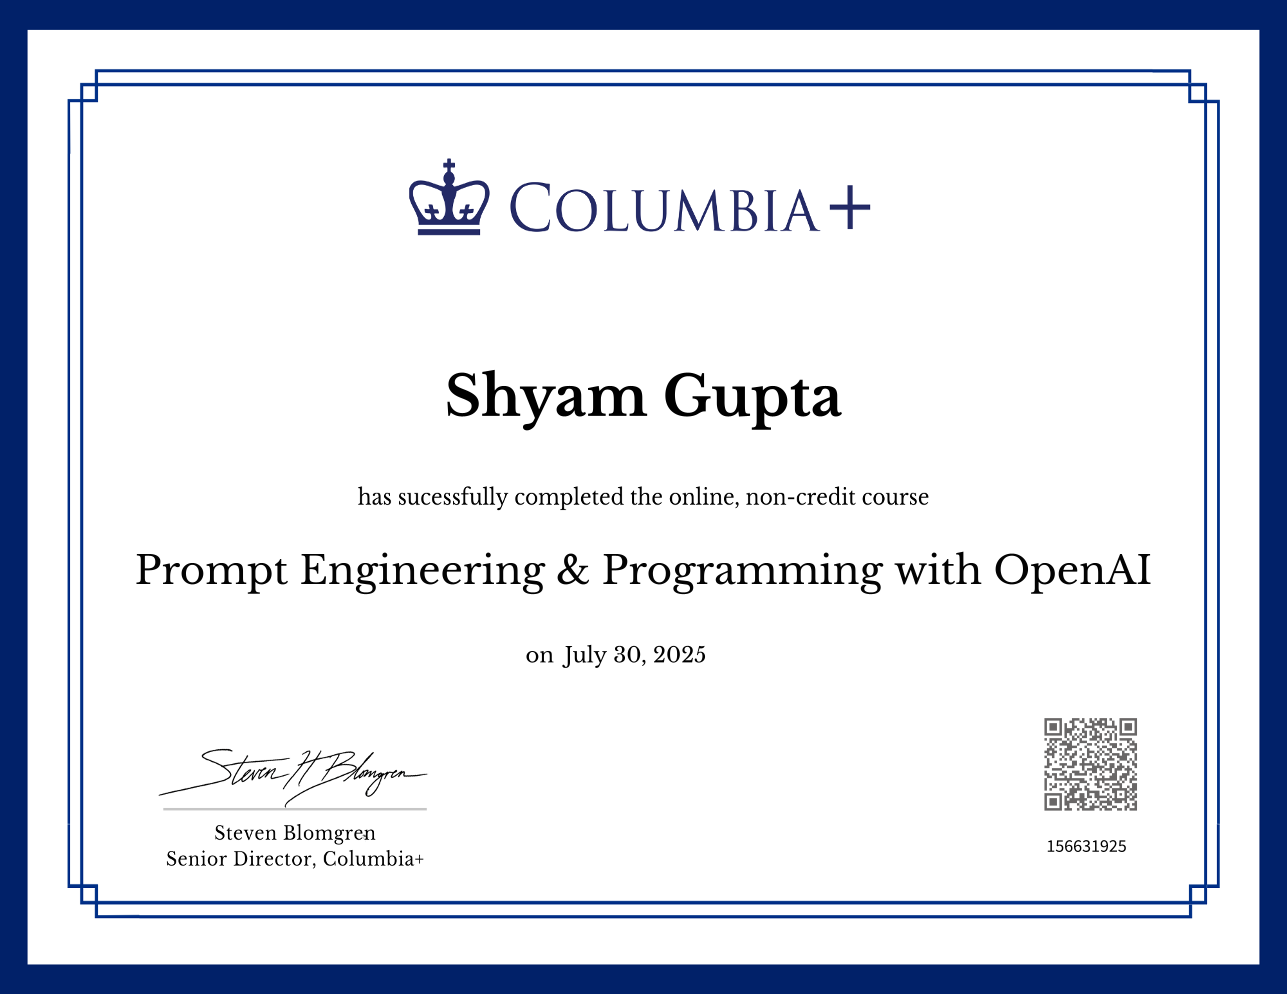 COLUMBIA+
Shyam Gupta
has sucessfully completed the online, non-credit course
Prompt Engineering & Programming with OpenAI
on July 30, 2025
Steven H Blomgren
Steven Blomgren
Senior Director, Columbia+
156631925